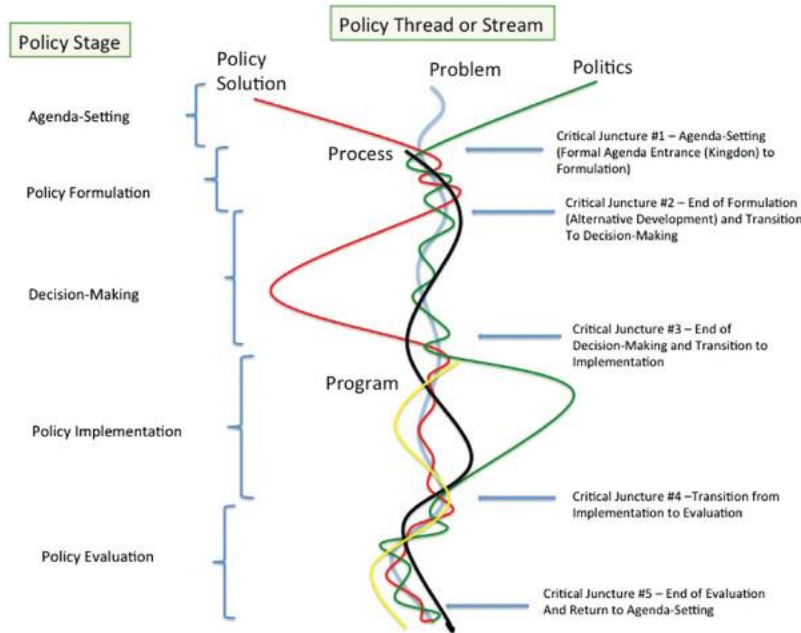 Policy Stage
Policy Thread or Stream
Policy
Solution
Problem
Politics
Agenda-Setting
Process
Critical Juncture #1 – Agenda-Setting
(Formal Agenda Entrance (Kingdon) to
Formulation)
Policy Formulation
Critical Juncture #2 – End of Formulation
(Alternative Development) and Transition
To Decision-Making
Decision-Making
Critical Juncture #3 – End of
Decision-Making and Transition to
Implementation
Program
Policy Implementation
Critical Juncture #4 –Transition from
Implementation to Evaluation
Policy Evaluation
Critical Juncture #5 – End of Evaluation
And Return to Agenda-Setting